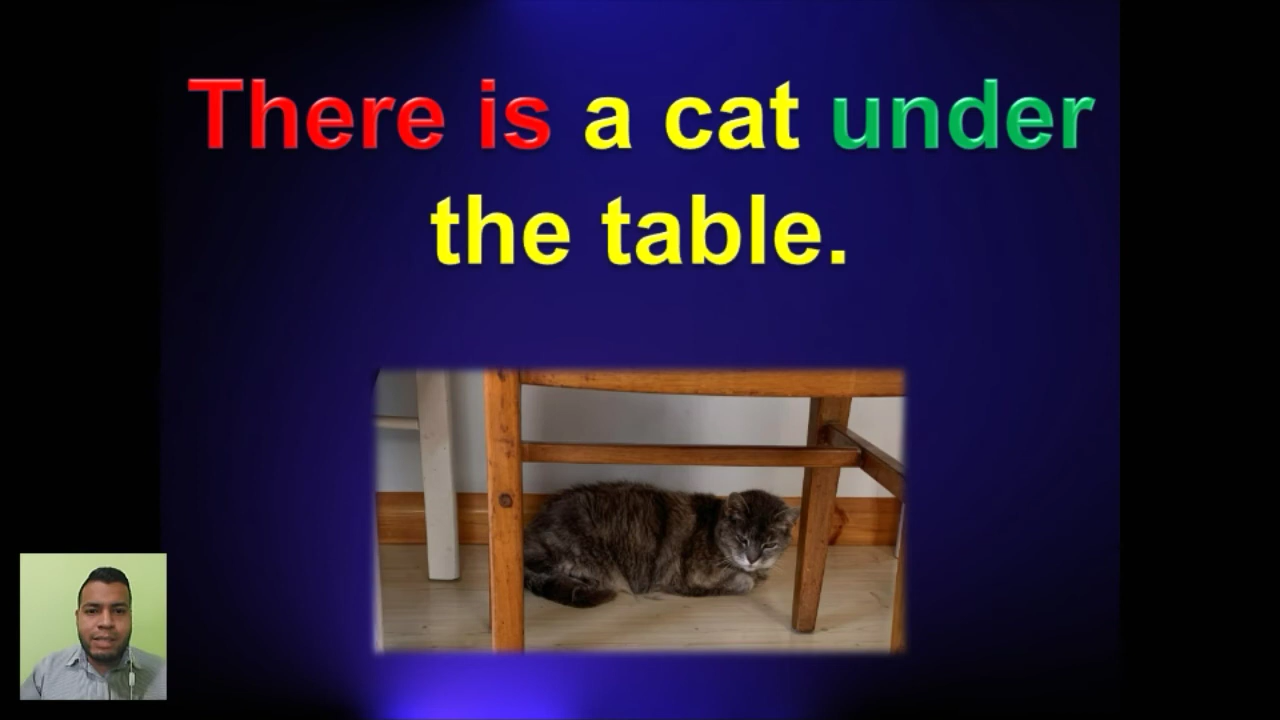 There is a cat under
the table.